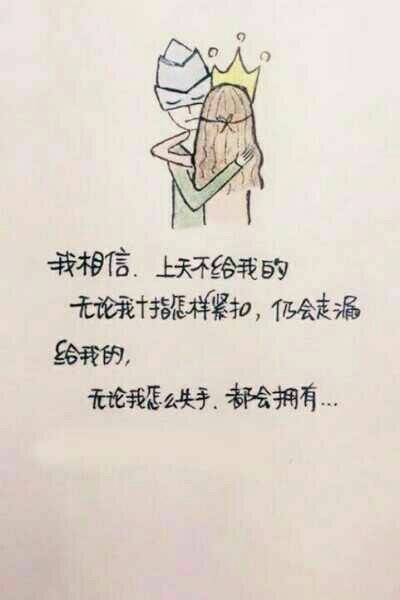 我相信、上天不给我的
无论我十指怎样紧扣，仍会走漏
给我的，
无论我怎么失手、都会拥有...